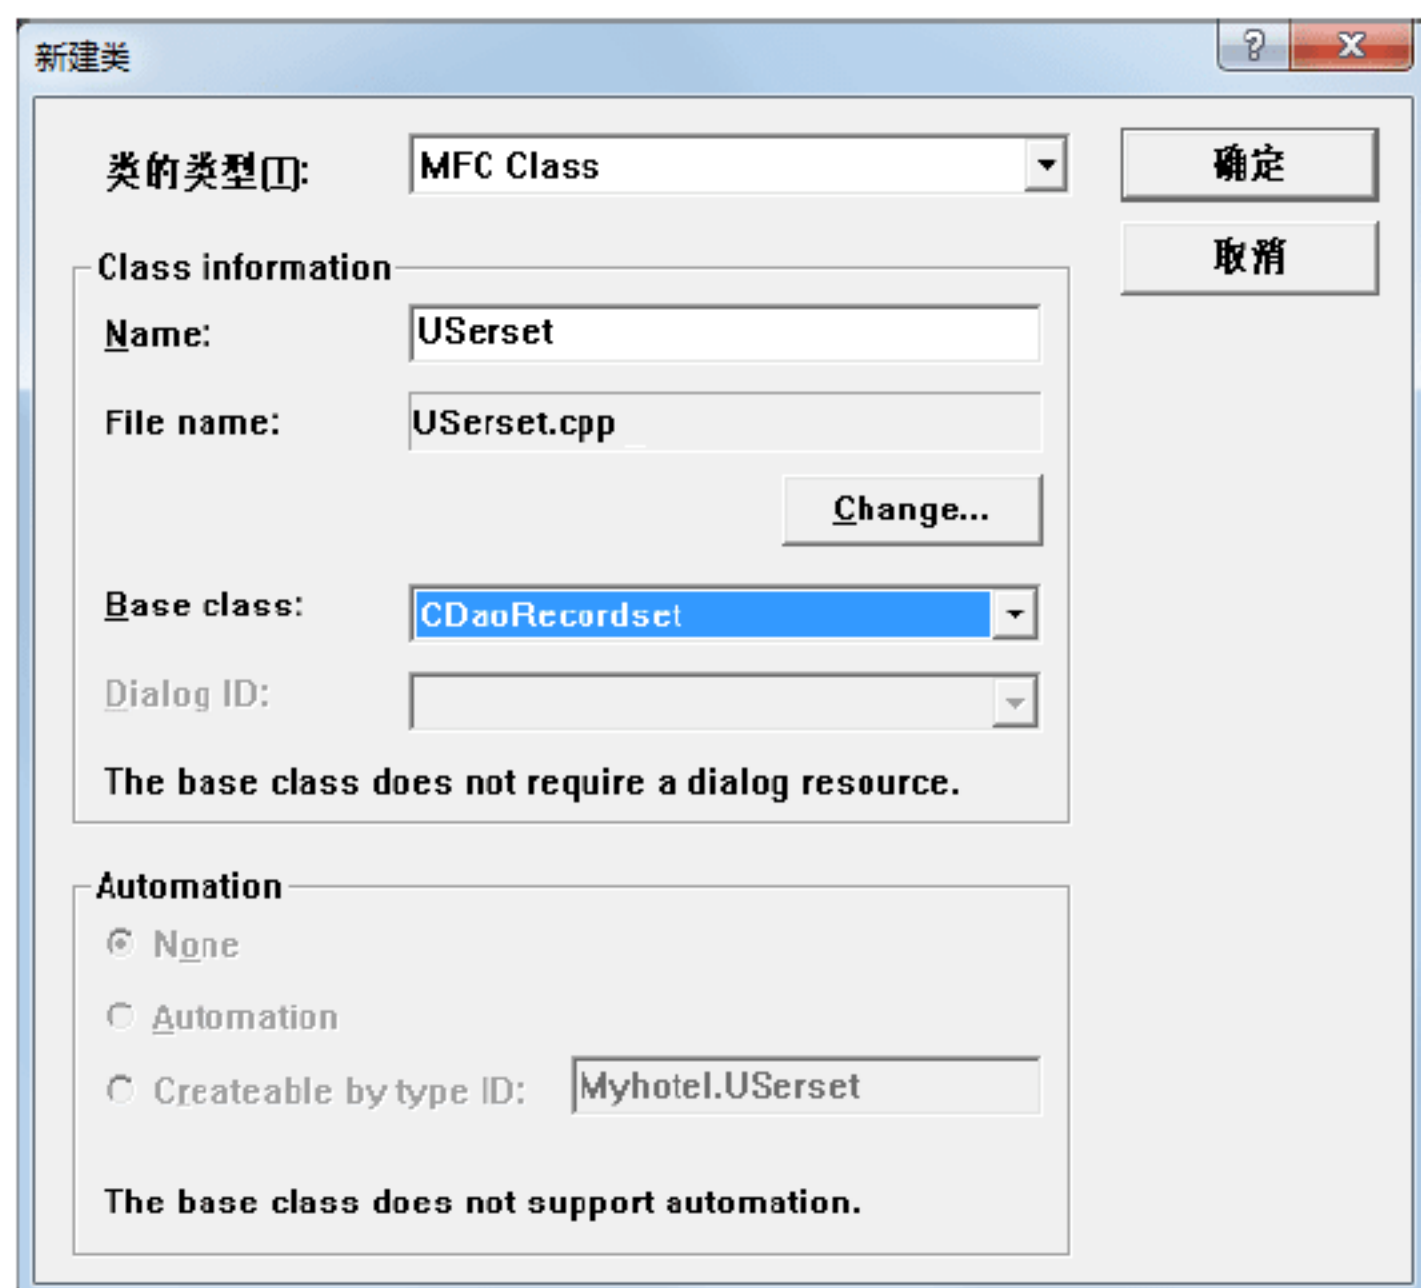 新建类
类的类型(T): MFC Class
确定
取消
Class information
Name: USerset
File name: USerset.cpp
Change...
Base class: CDaoRecordset
Dialog ID:
The base class does not require a dialog resource.
Automation
None
Automation
Createable by type ID: Myhotel.USerset
The base class does not support automation.